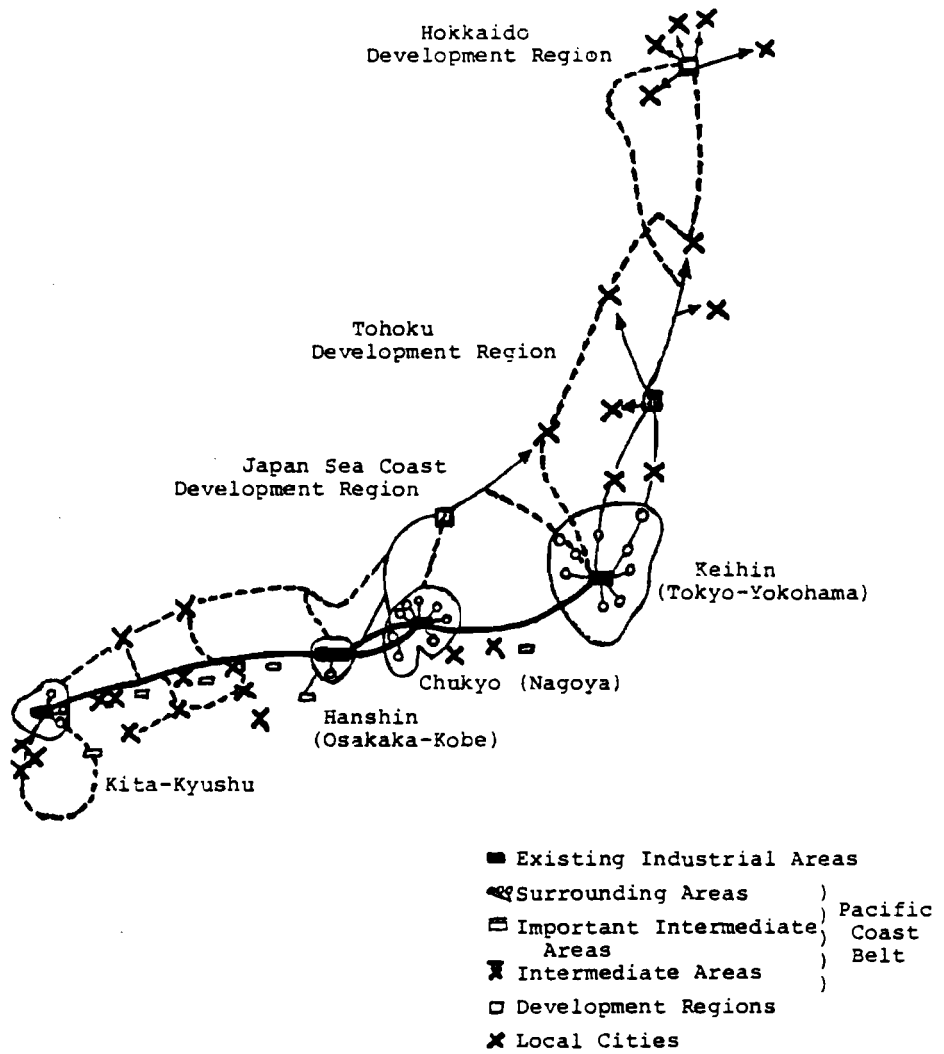 Hokkaido
Development Region
Tohoku
Development Region
Japan Sea Coast
Development Region
Keihin
(Tokyo-Yokohama)
Chukyo (Nagoya)
Hanshin
(Osakaka-Kobe)
Kita-Kyushu
Existing Industrial Areas
Surrounding Areas )
Important Intermediate )
Areas )
Intermediate Areas )
)
Pacific
Coast
Belt
Development Regions
Local Cities